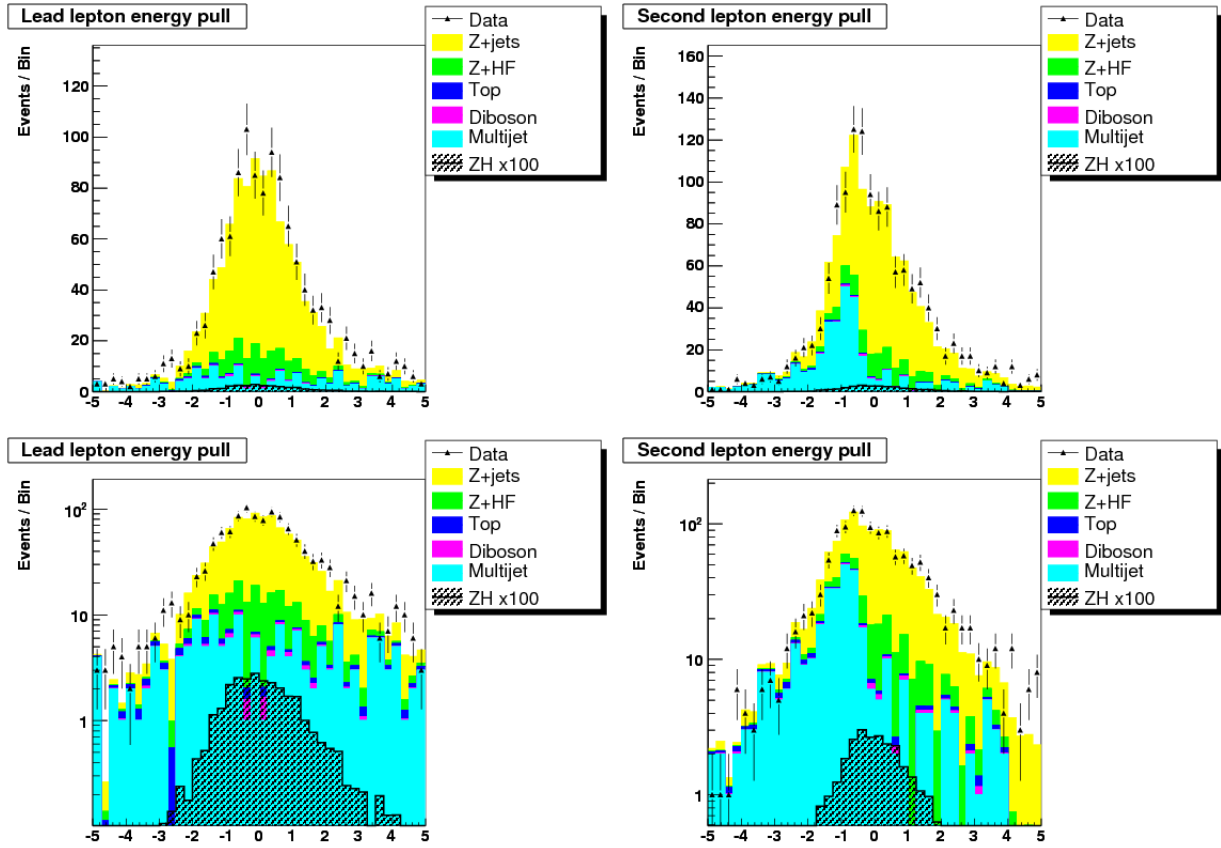 Lead lepton energy pull
Events / Bin
120
100
80
60
40
20
0
-5 -4 -3 -2 -1 0 1 2 3 4 5
Data
Z+jets
Z+HF
Top
Diboson
Multijet
ZH x100
Second lepton energy pull
Events / Bin
160
140
120
100
80
60
40
20
0
-5 -4 -3 -2 -1 0 1 2 3 4 5
Data
Z+jets
Z+HF
Top
Diboson
Multijet
ZH x100
Lead lepton energy pull
Events / Bin
10²
10
1
-5 -4 -3 -2 -1 0 1 2 3 4 5
Data
Z+jets
Z+HF
Top
Diboson
Multijet
ZH x100
Second lepton energy pull
Events / Bin
10²
10
1
-5 -4 -3 -2 -1 0 1 2 3 4 5
Data
Z+jets
Z+HF
Top
Diboson
Multijet
ZH x100